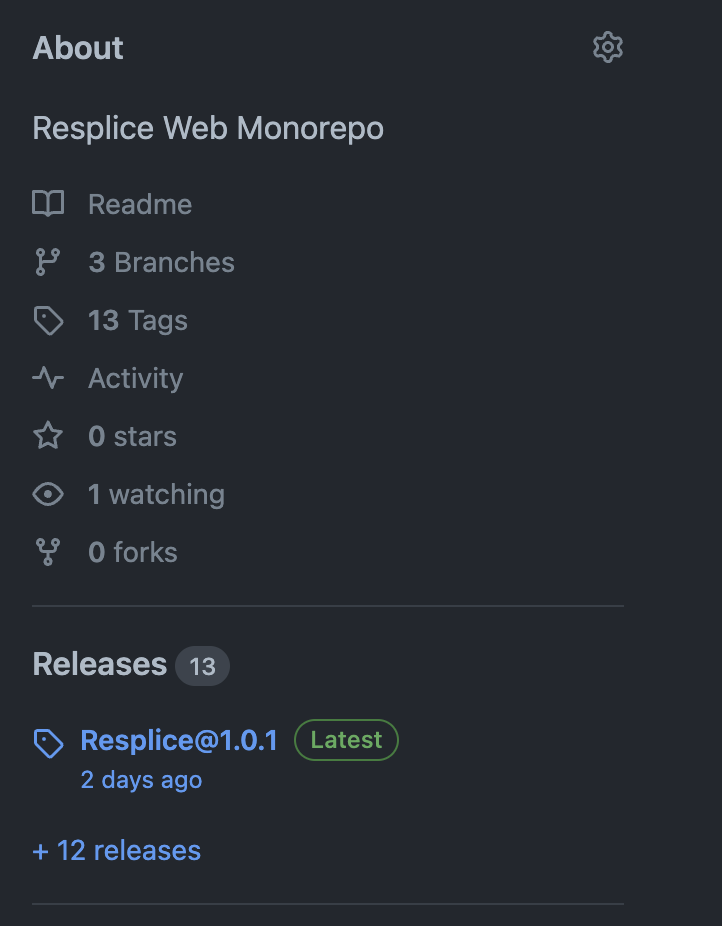 About
Resplice Web Monorepo
Readme
3 Branches
13 Tags
Activity
0 stars
1 watching
0 forks
Releases 13
Resplice@1.0.1 Latest
2 days ago
+ 12 releases